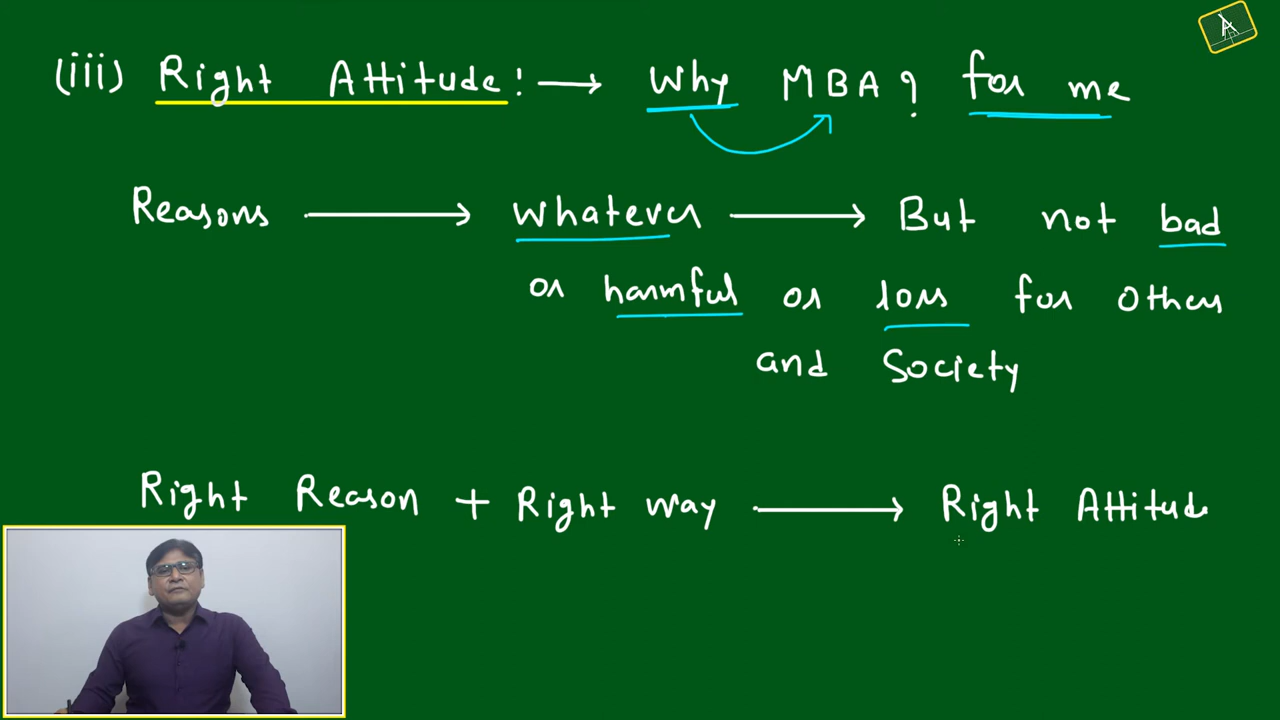 (iii) Right Attitude :→ Why MBA? for me
Reasons → Whatever → But not bad
or harmful or loss for others
and Society
Right Reason + Right way → Right Attitude
A